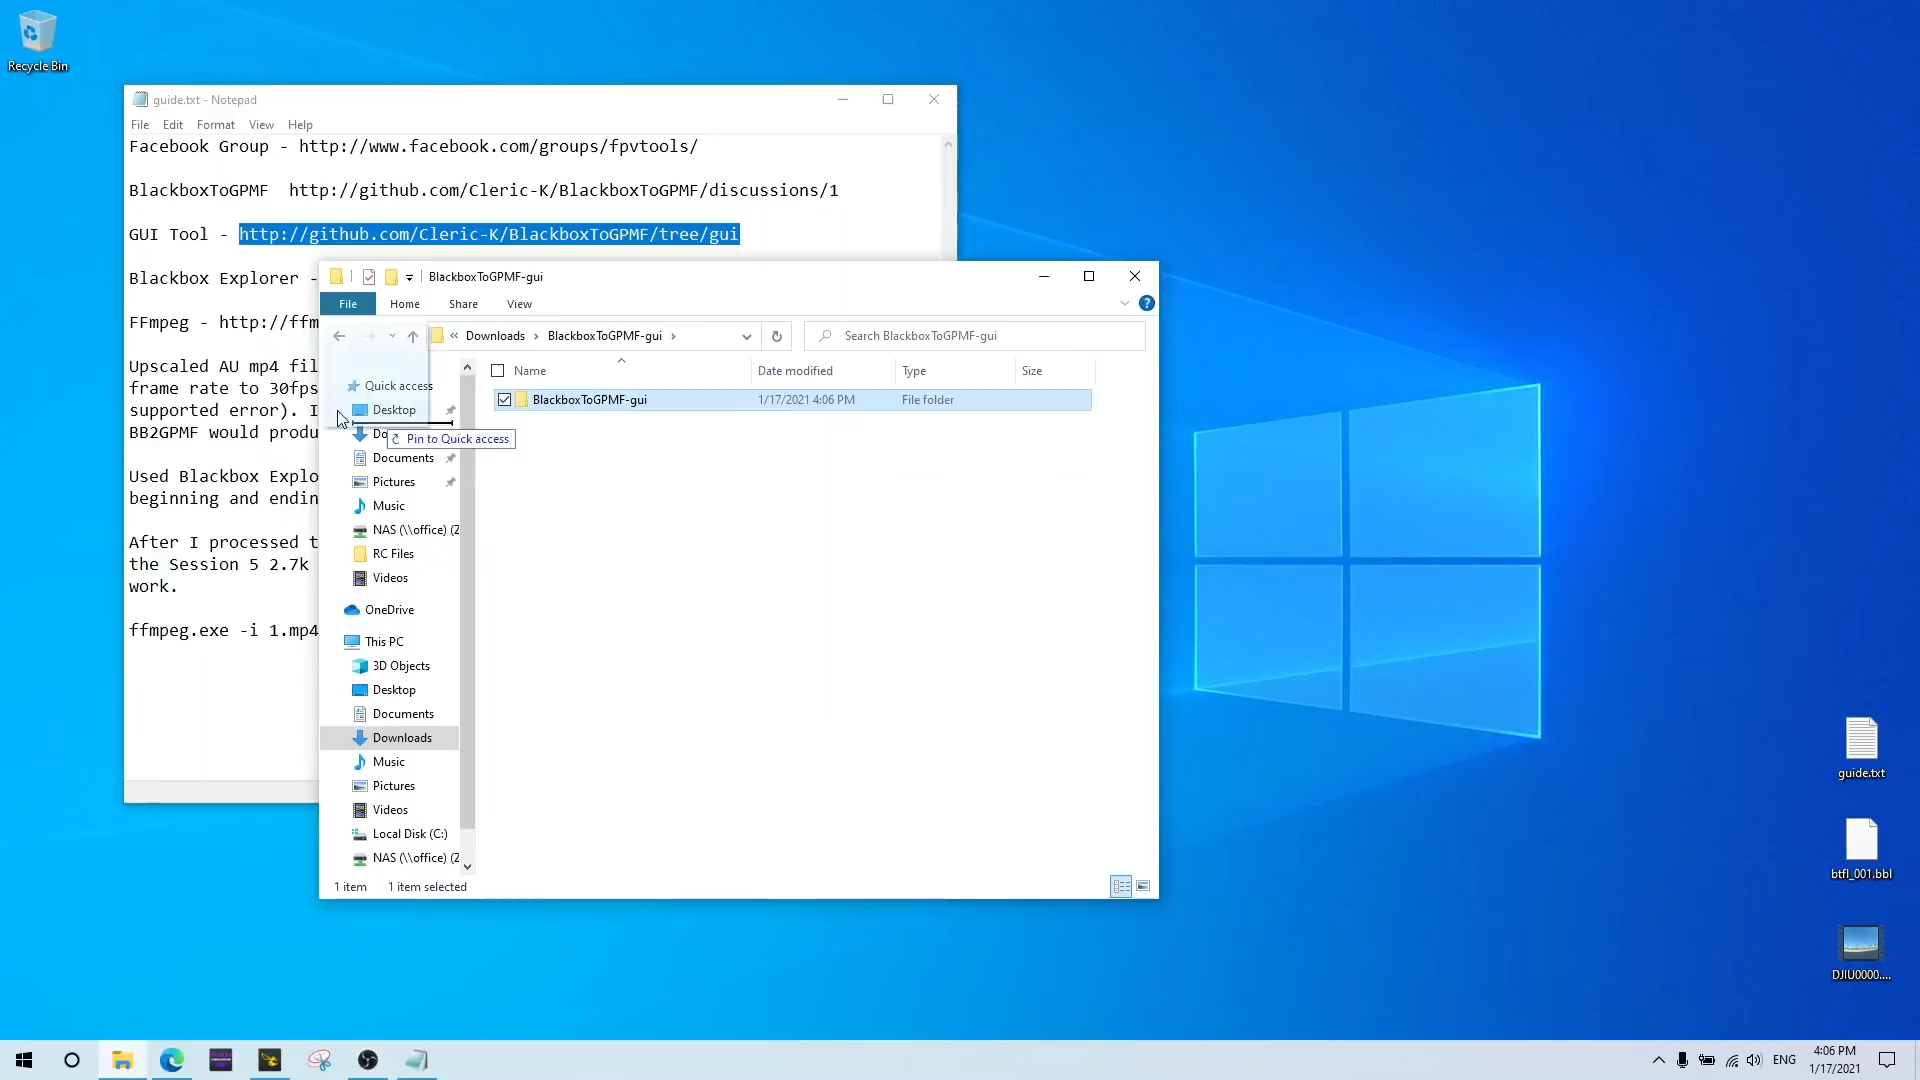 Recycle Bin
guide.txt - Notepad
File Edit Format View Help
Facebook Group - http://www.facebook.com/groups/fpvtools/
BlackboxToGPMF  http://github.com/Cleric-K/BlackboxToGPMF/discussions/1
GUI Tool - http://github.com/Cleric-K/BlackboxToGPMF/tree/gui
Blackbox Explorer -
FFmpeg - http://ffm
Upscaled AU mp4 fil
frame rate to 30fps
supported error). I
BB2GPMF would produ
Used Blackbox Explo
beginning and endin
After I processed t
the Session 5 2.7k
work.
ffmpeg.exe -i 1.mp4
BlackboxToGPMF-gui
File Home Share View
« Downloads > BlackboxToGPMF-gui >
Search BlackboxToGPMF-gui
Name Date modified Type Size
BlackboxToGPMF-gui 1/17/2021 4:06 PM File folder
Quick access
Desktop
Do
Pin to Quick access
Documents
Pictures
Music
NAS (\\office) (Z
RC Files
Videos
OneDrive
This PC
3D Objects
Desktop
Documents
Downloads
Music
Pictures
Videos
Local Disk (C:)
NAS (\\office) (Z
1 item 1 item selected
guide.txt
btfl_001.bbl
DJIU0000....
ENG
4:06 PM
1/17/2021